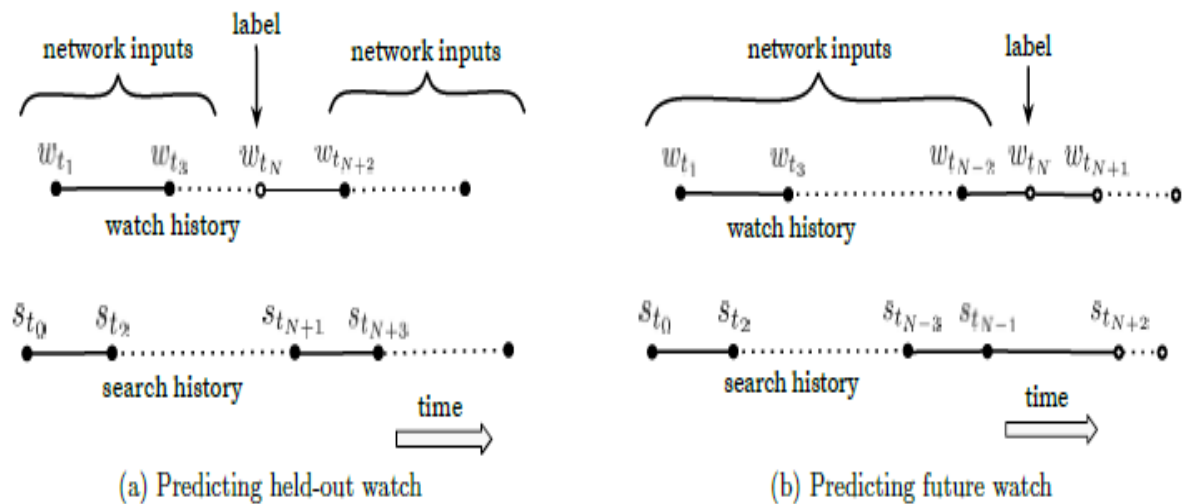 label
network inputs network inputs
w_{t_1} w_{t_3} w_{t_N} w_{t_{N+2}}
watch history
s_{t_0} s_{t_2} s_{t_{N+1}} s_{t_{N+3}}
search history
time
(a) Predicting held-out watch
network inputs label
w_{t_1} w_{t_3} w_{t_{N-2}} w_{t_N} w_{t_{N+1}}
watch history
s_{t_0} s_{t_2} s_{t_{N-3}} s_{t_{N-1}} s_{t_{N+2}}
search history
time
(b) Predicting future watch